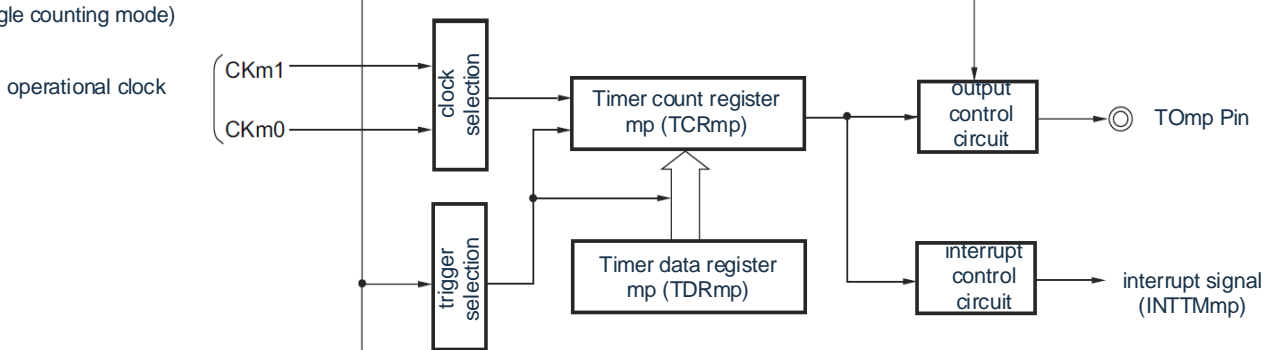 gle counting mode)
operational clock
CKm1
CKm0
clock
selection
Timer count register
mp (TCRmp)
output
control
circuit
TOmp Pin
trigger
selection
Timer data register
mp (TDRmp)
interrupt
control
circuit
interrupt signal
(INTTMmp)